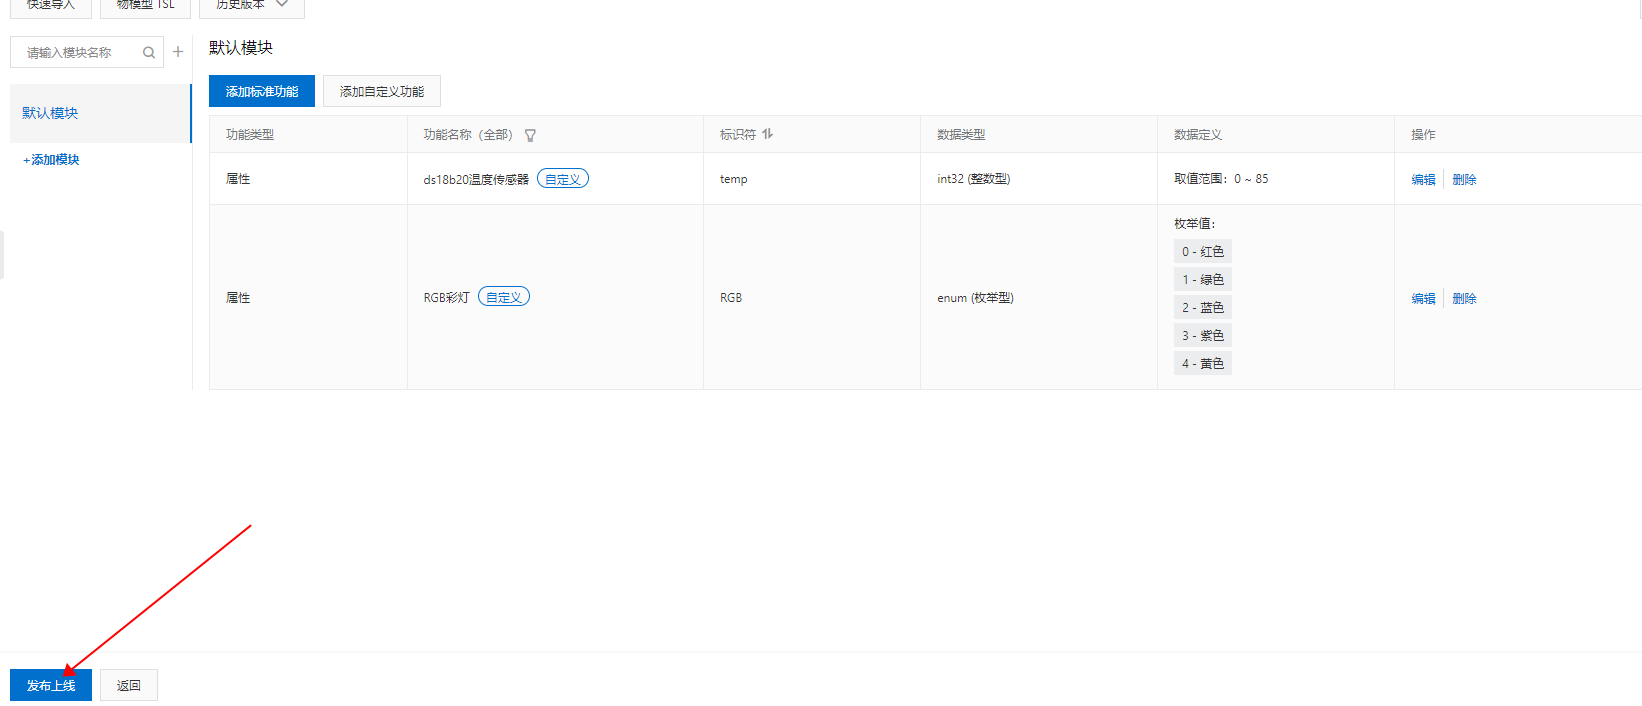 快速导入 物模型 TSL 历史版本
请输入模块名称
默认模块
默认模块
+添加模块
添加标准功能 添加自定义功能
功能类型 功能名称（全部） 标识符 数据类型 数据定义 操作
属性 ds18b20温度传感器 自定义 temp int32 (整数型) 取值范围：0 ~ 85 编辑 删除
属性 RGB彩灯 自定义 RGB enum (枚举型) 枚举值：
0 - 红色
1 - 绿色
2 - 蓝色
3 - 紫色
4 - 黄色
编辑 删除
发布上线 返回